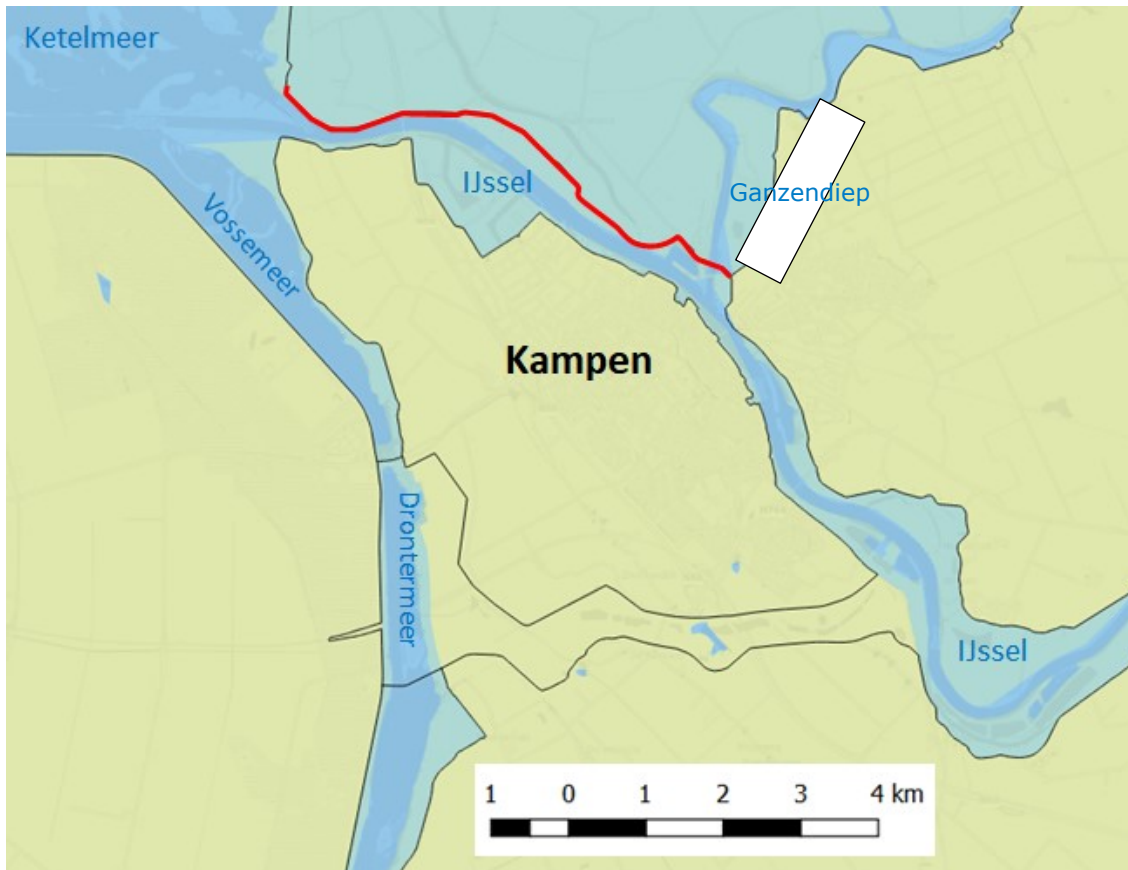 Ketelmeer
IJssel
Ganzendiep
Vossemeer
Kampen
Drontermeer
IJssel
1 0 1 2 3 4 km